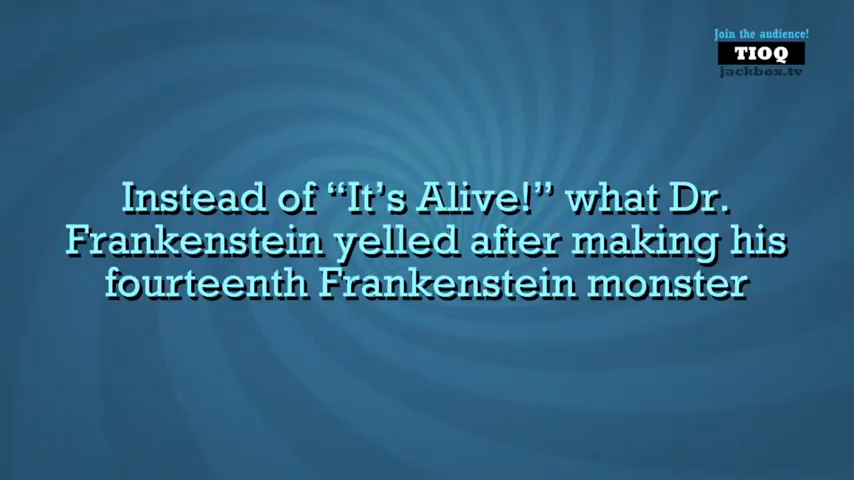 Join the audience!
TIOQ
jackbox.tv
Instead of “It’s Alive!” what Dr.
Frankenstein yelled after making his
fourteenth Frankenstein monster